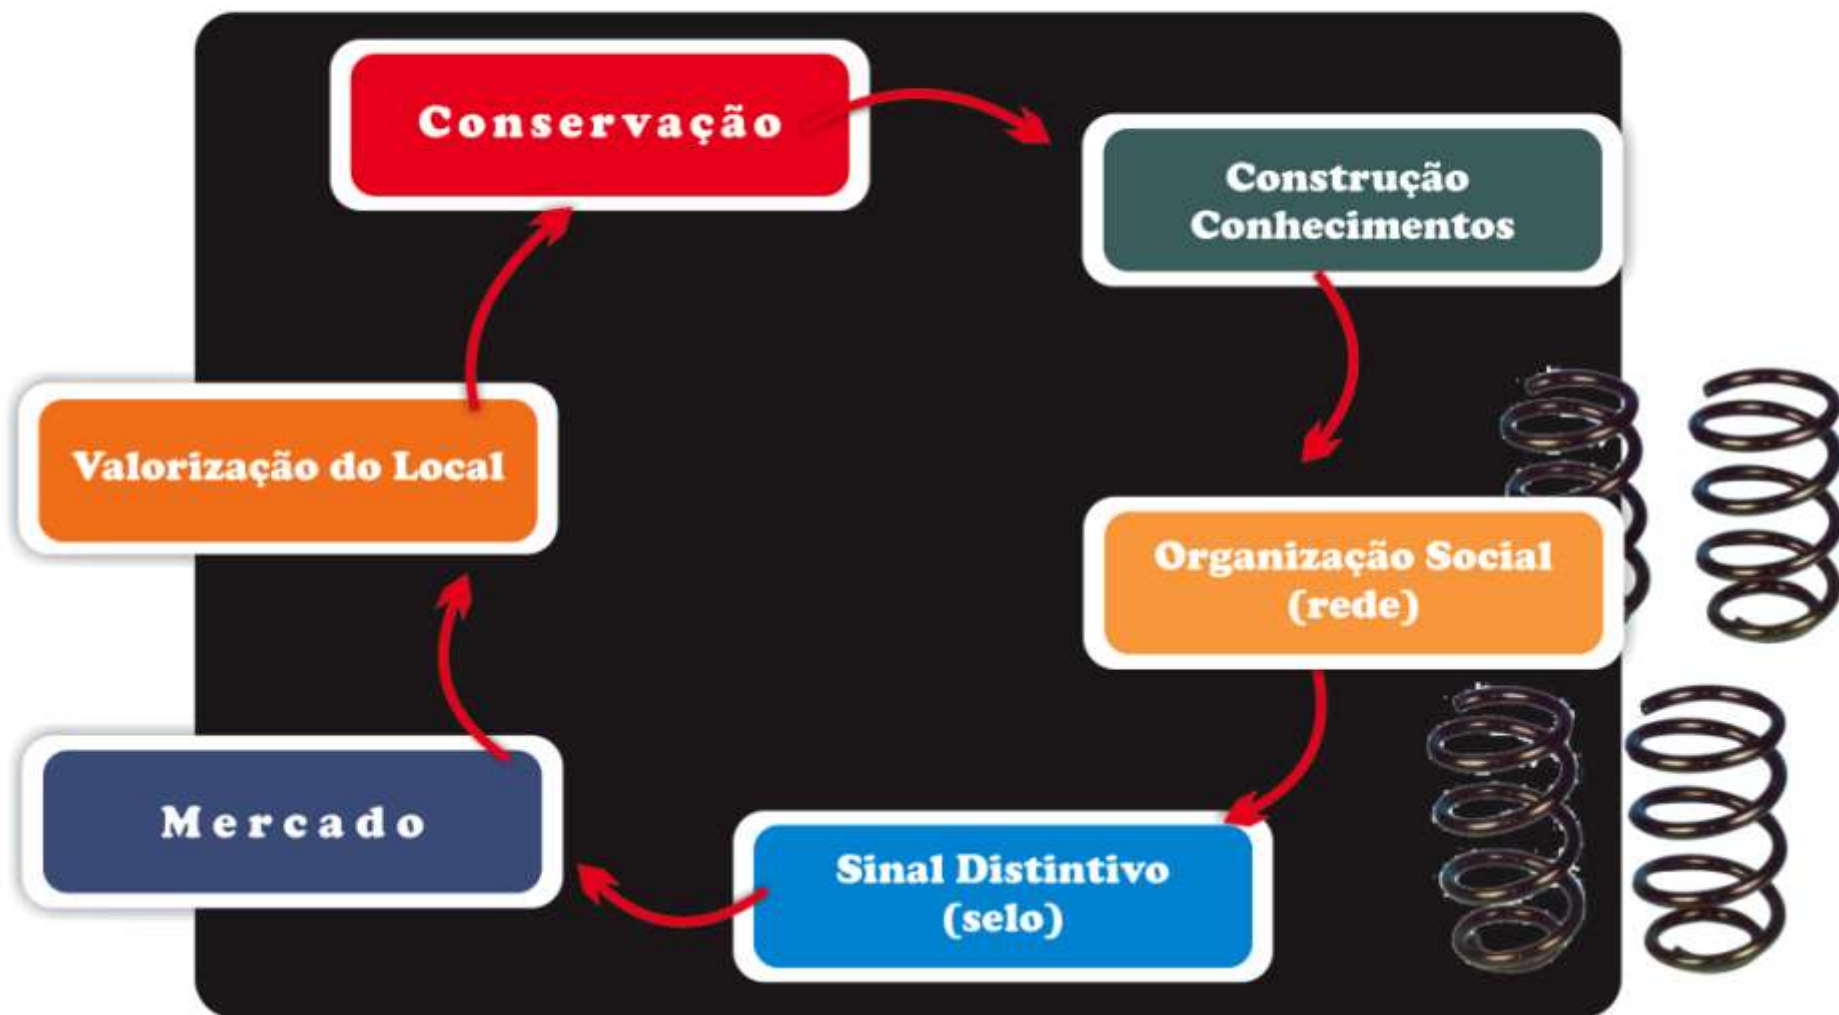 Conservação
Construção
Conhecimentos
Organização Social
(rede)
Sinal Distintivo
(selo)
Mercado
Valorização do Local